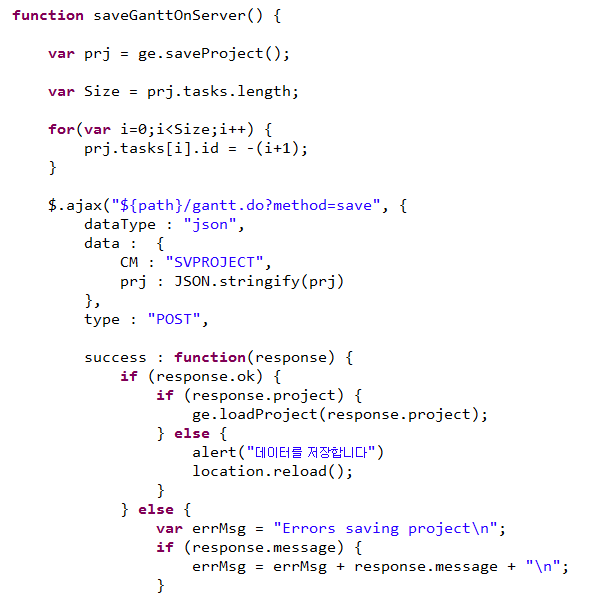 function saveGanttOnServer() {
var prj = ge.saveProject();
var Size = prj.tasks.length;
for(var i=0;i<Size;i++) {
prj.tasks[i].id = -(i+1);
}
$.ajax("${path}/gantt.do?method=save", {
dataType : "json",
data :  {
CM : "SVPROJECT",
prj : JSON.stringify(prj)
},
type : "POST",
success : function(response) {
if (response.ok) {
if (response.project) {
ge.loadProject(response.project);
} else {
alert("데이터를 저장합니다")
location.reload();
}
} else {
var errMsg = "Errors saving project\n";
if (response.message) {
errMsg = errMsg + response.message + "\n";
}